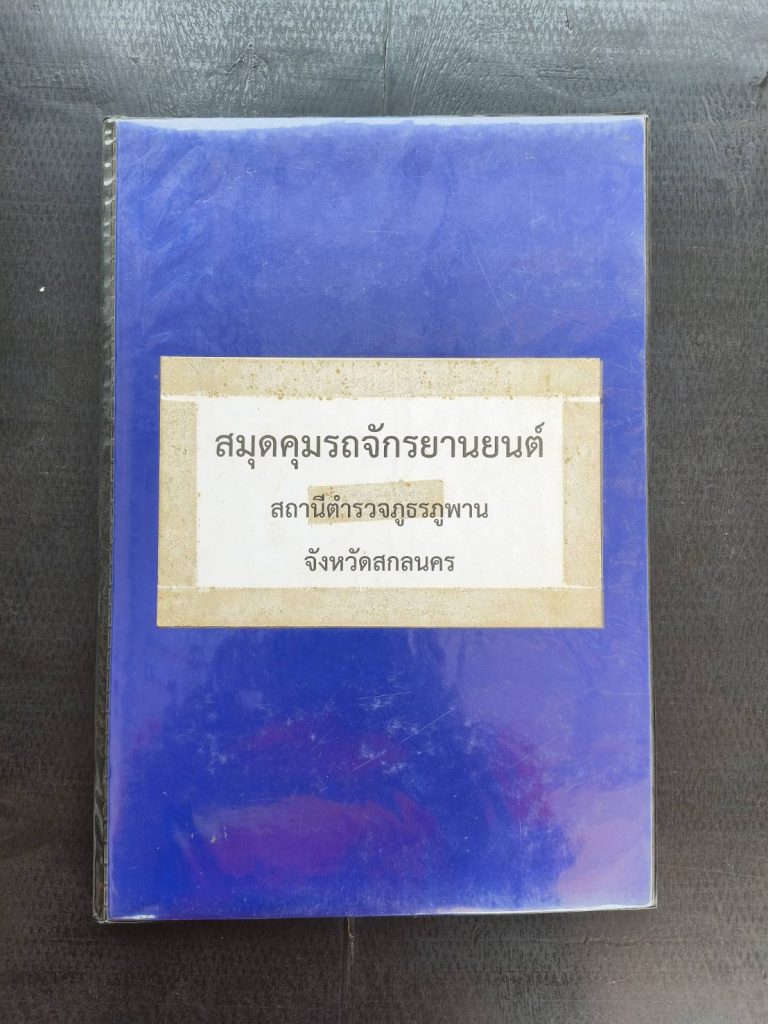 สมุดคุมรถจักรยานยนต์
สถานีตำรวจภูธรภูพาน
จังหวัดสกลนคร